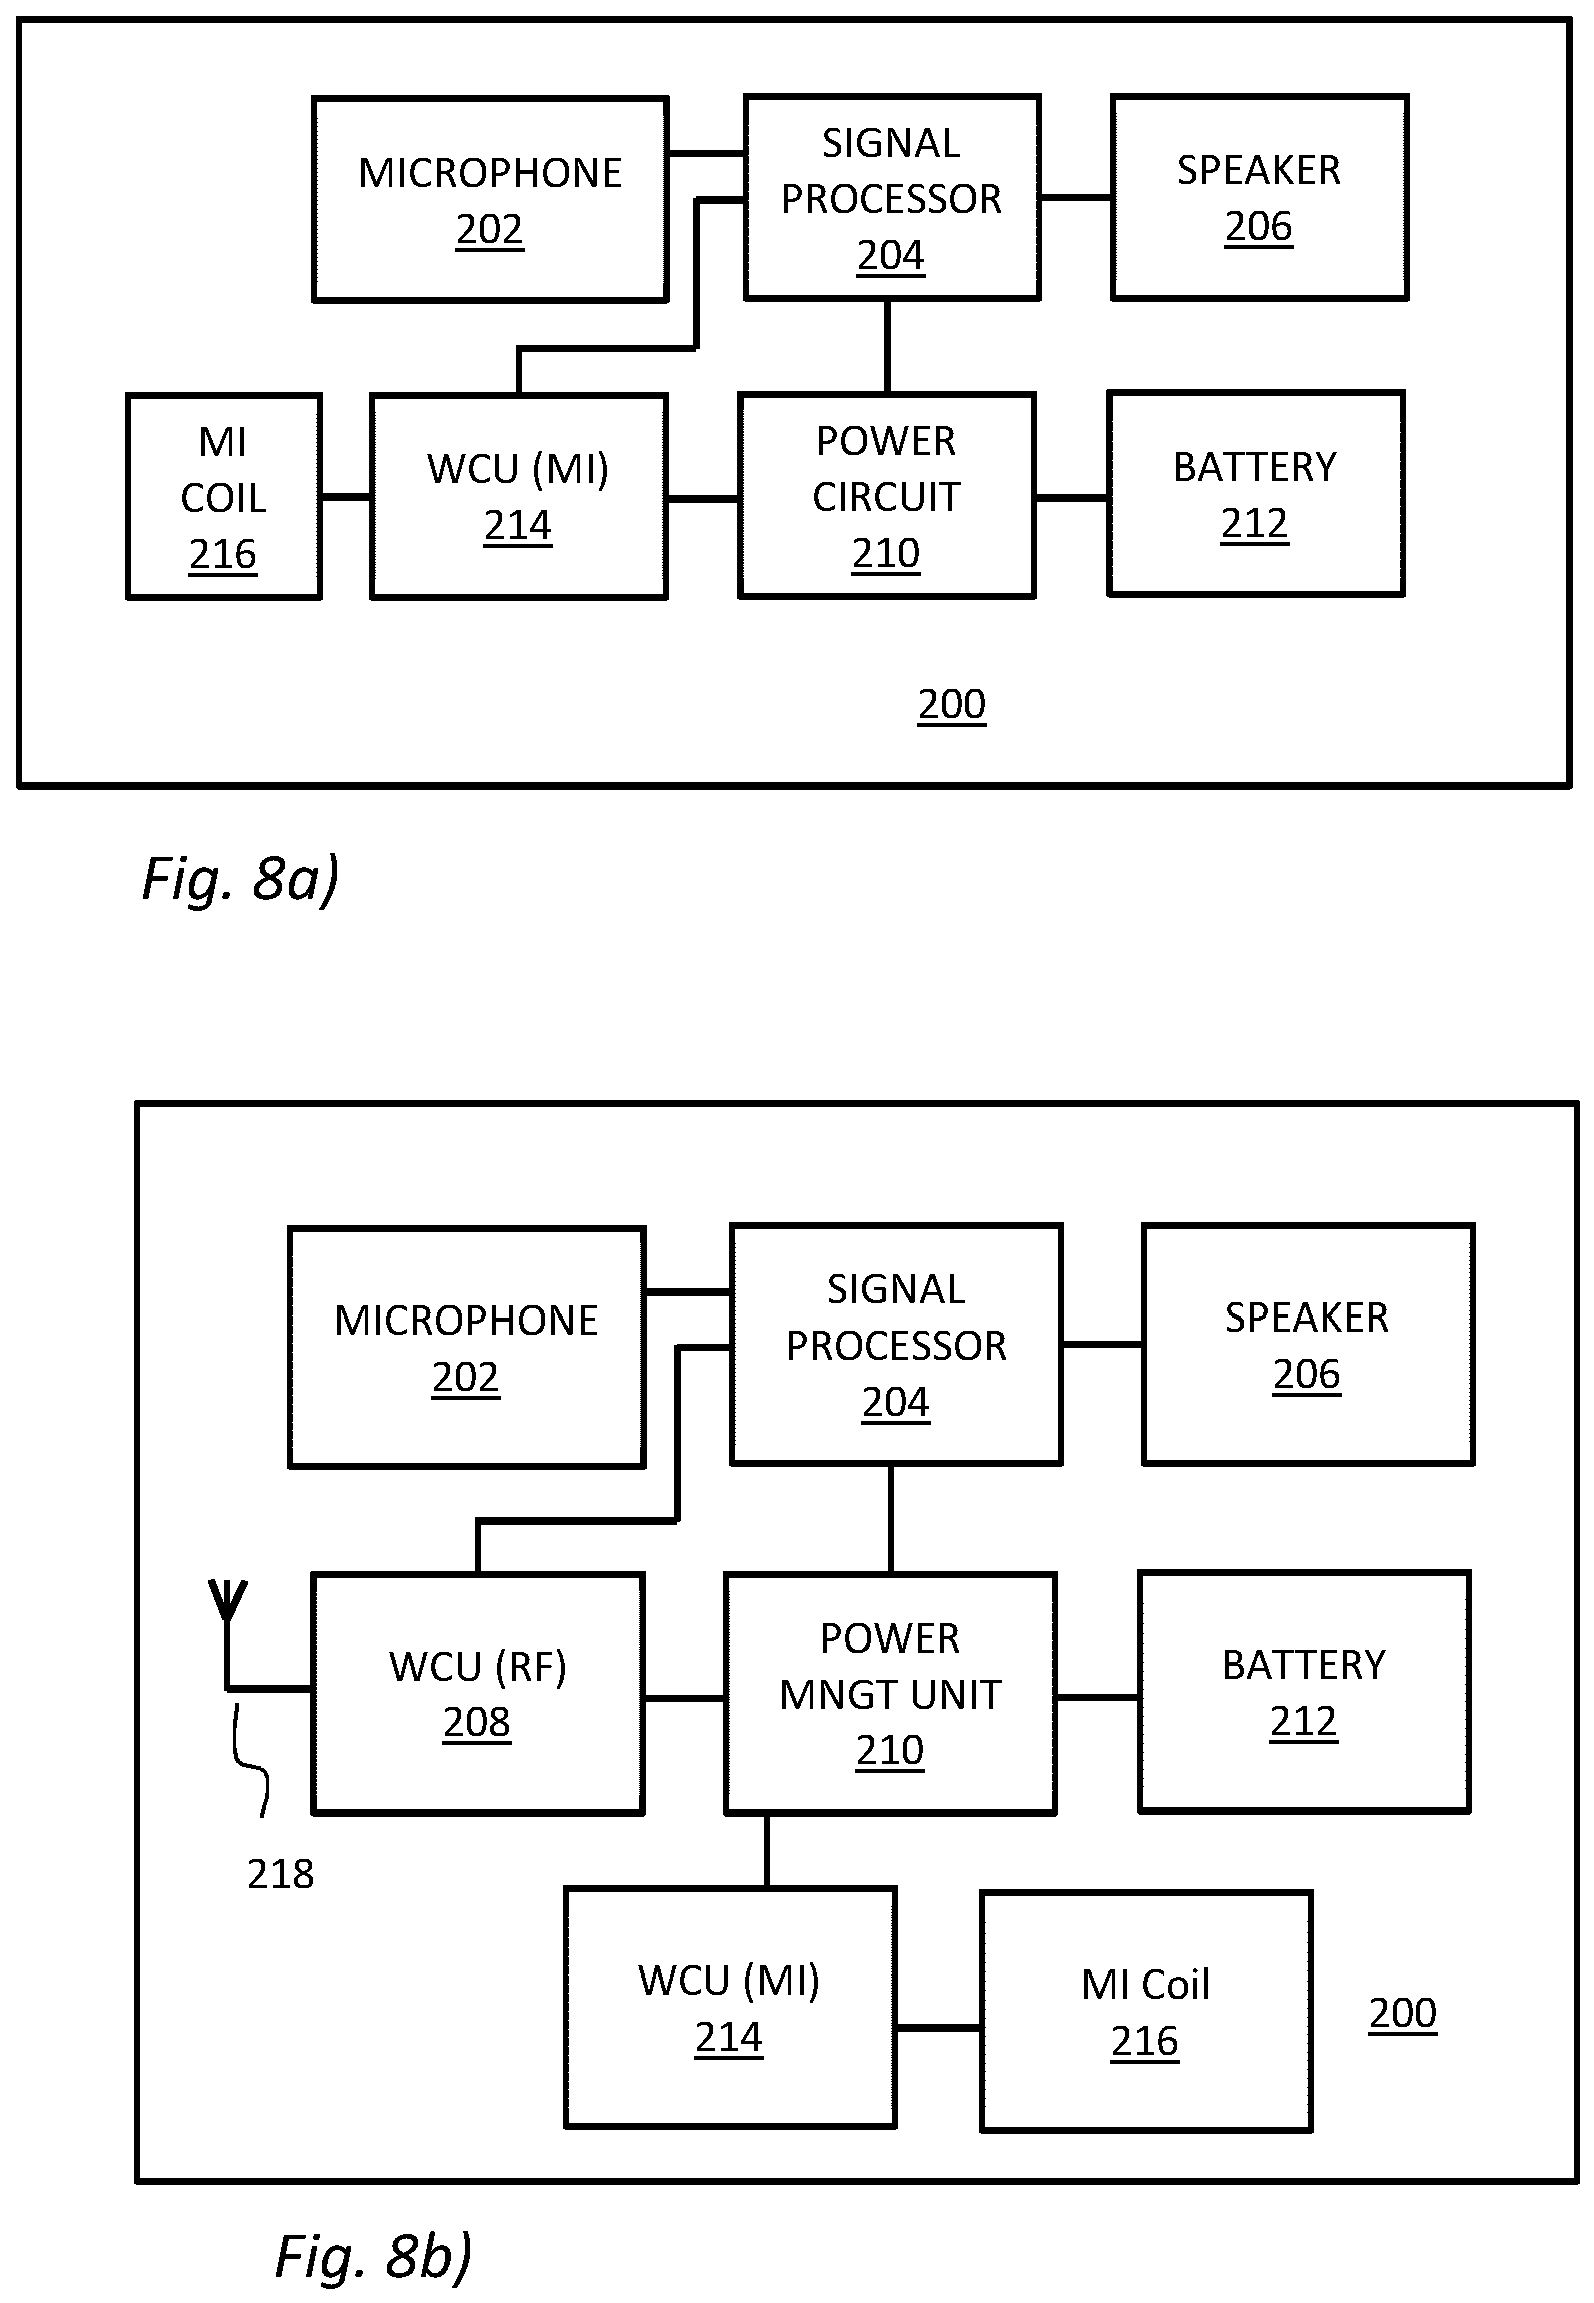 MICROPHONE
202
SIGNAL
PROCESSOR
204
SPEAKER
206
MI
COIL
216
WCU (MI)
214
POWER
CIRCUIT
210
BATTERY
212
200
Fig. 8a)
MICROPHONE
202
SIGNAL
PROCESSOR
204
SPEAKER
206
WCU (RF)
208
POWER
MNGT UNIT
210
BATTERY
212
218
WCU (MI)
214
MI Coil
216
200
Fig. 8b)